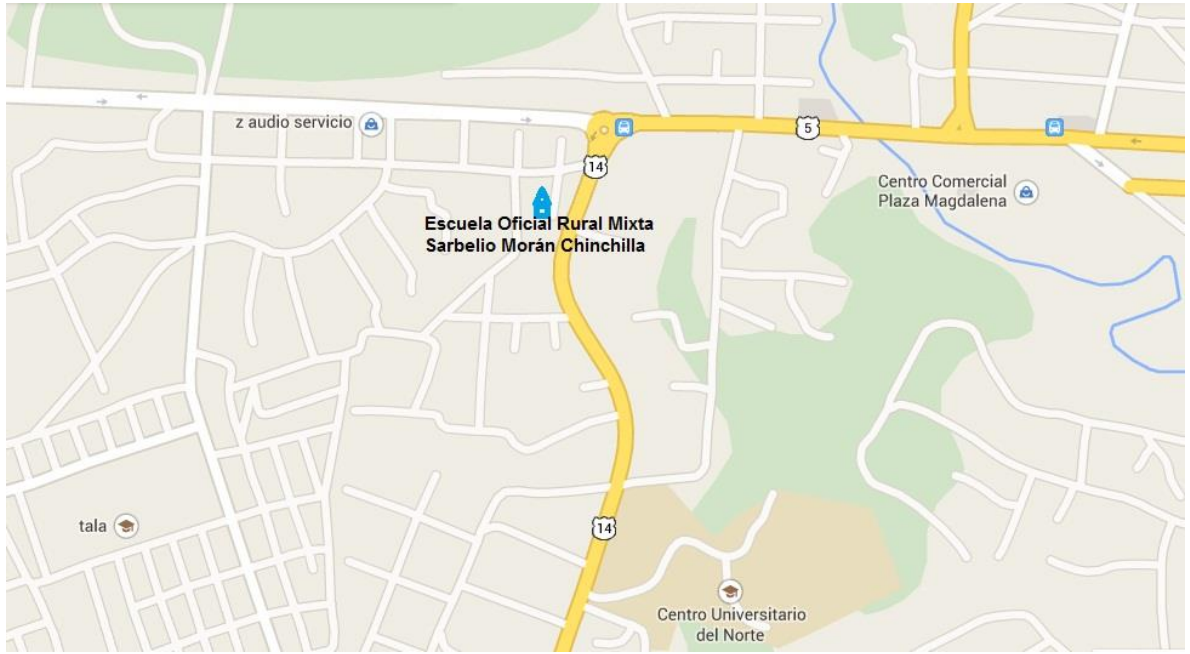 z audio servicio
5
14
Centro Comercial
Plaza Magdalena
Escuela Oficial Rural Mixta
Sarbelio Morán Chinchilla
tala
14
Centro Universitario
del Norte